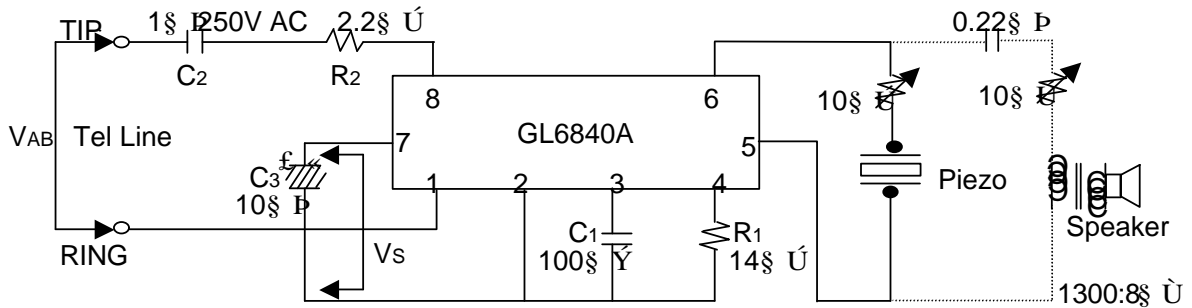 TIP 1§ Þ 250V AC 2.2§ Ú 0.22§ Þ
C2 R2 10§ Ú 10§ Ú
8 6
VAB Tel Line 7 GL6840A 5
£«
C3 1 2 3 4 Piezo
10§ Þ
RING VS C1 R1 Speaker
100§ Ý 14§ Ú
1300:8§ Ù